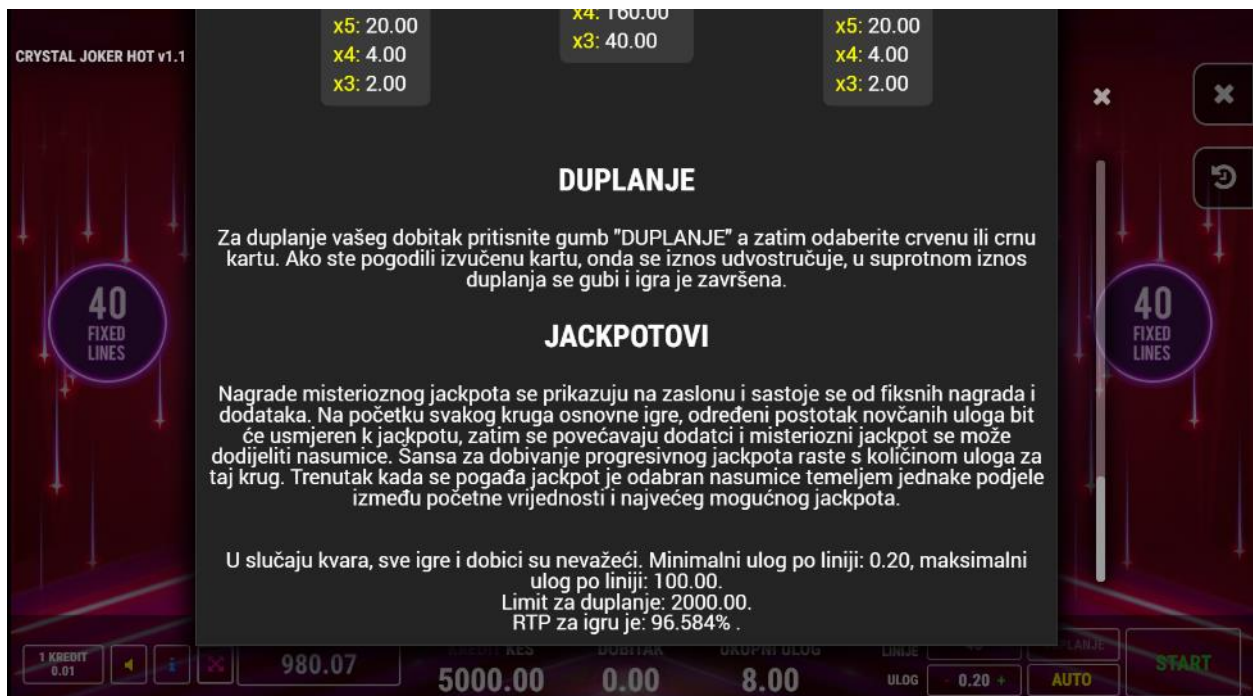 x5: 20.00
x4: 160.00
x5: 20.00
CRYSTAL JOKER HOT v1.1
x4: 4.00
x3: 40.00
x4: 4.00
x3: 2.00
x3: 2.00
DUPLANJE
Za duplanje vašeg dobitak pritisnite gumb "DUPLANJE" a zatim odaberite crvenu ili crnu
kartu. Ako ste pogodili izvučenu kartu, onda se iznos udvostručuje, u suprotnom iznos
duplanja se gubi i igra je završena.
40
FIXED
LINES
40
FIXED
LINES
JACKPOTOVI
Nagrade misterioznog jackpota se prikazuju na zaslonu i sastoje se od fiksnih nagrada i
dodataka. Na početku svakog kruga osnovne igre, određeni postotak novčanih uloga bit
će usmjeren k jackpotu, zatim se povećavaju dodatci i misteriozni jackpot se može
dodijeliti nasumice. Šansa za dobivanje progresivnog jackpota raste s količinom uloga za
taj krug. Trenutak kada se pogađa jackpot je odabran nasumice temeljem jednake podjele
između početne vrijednosti i najvećeg mogućnog jackpota.
U slučaju kvara, sve igre i dobici su nevažeći. Minimalni ulog po liniji: 0.20, maksimalni
ulog po liniji: 100.00.
Limit za duplanje: 2000.00.
RTP za igru je: 96.584% .
1 KREDIT
0.01
i
980.07
KREDIT KEŠ
5000.00
DOBITAK
0.00
UKUPNI ULOG
8.00
LINIJE
40
ULOG
- 0.20 +
AUTO
START